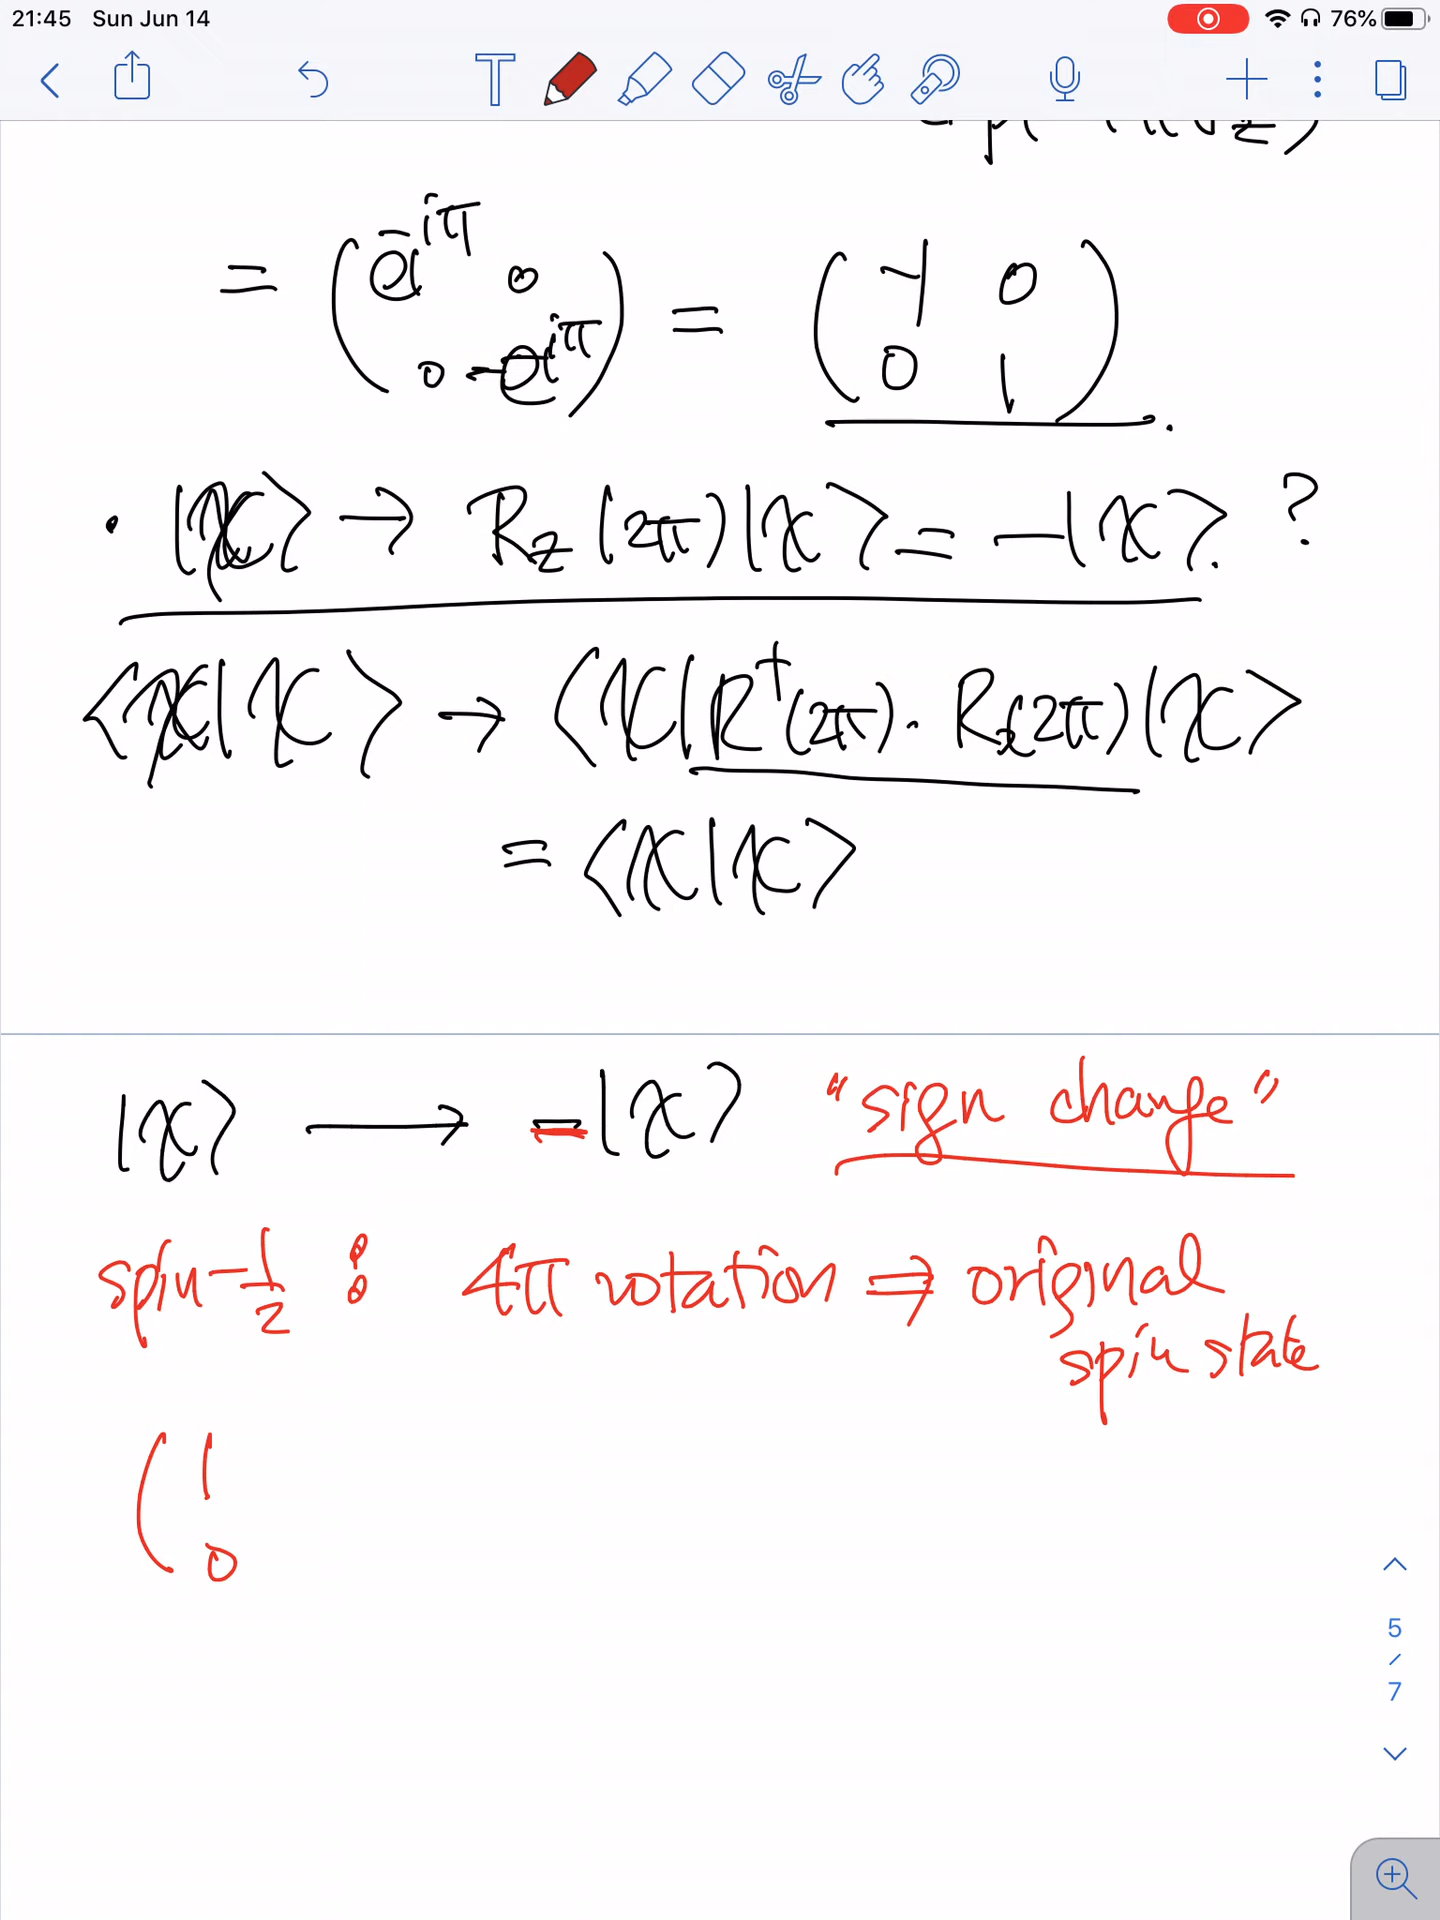 21:45 Sun Jun 14 76%
T
= ( e^{-iπ} 0
0 -e^{iπ} ) = ( -1 0
0 1 ).
· |χ⟩ → R_z(2π)|χ⟩ = -|χ⟩. ?
⟨χ|χ⟩ → ⟨χ|R†(2π)·R_z(2π)|χ⟩
= ⟨χ|χ⟩
|χ⟩ ⟶ -|χ⟩ "sign change"
spin-1/2 : 4π rotation ⇒ original
spin state
( 1
0
5
/
7